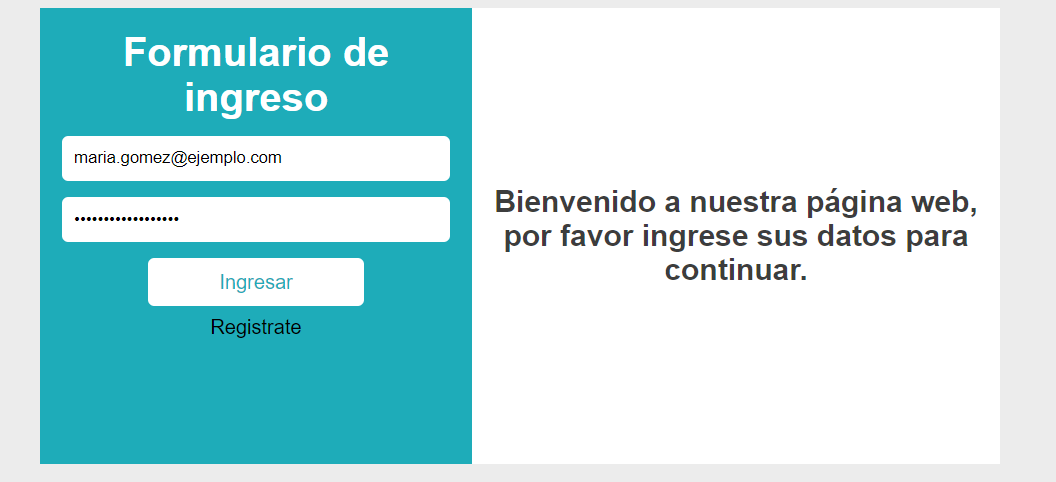 Formulario de
ingreso
maria.gomez@ejemplo.com
••••••••••••••••••
Ingresar
Registrate
Bienvenido a nuestra página web,
por favor ingrese sus datos para
continuar.